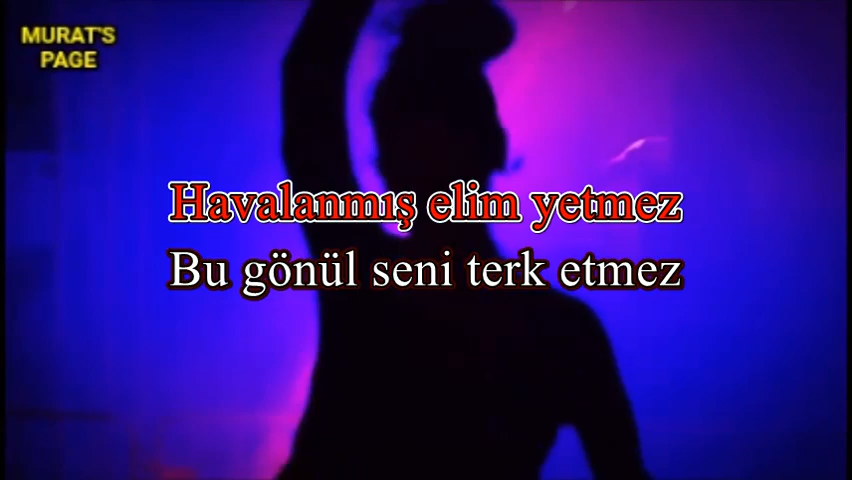 MURAT'S
PAGE
Havalanmış elim yetmez
Bu gönül seni terk etmez